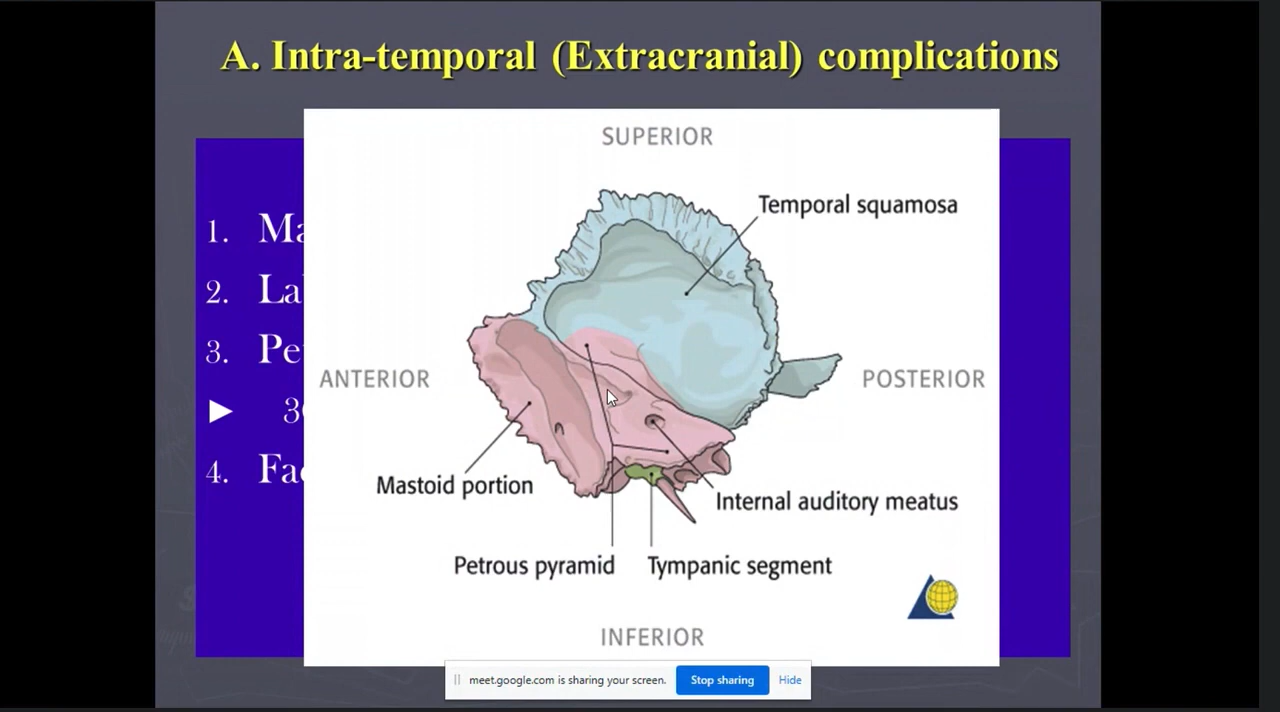 A. Intra-temporal (Extracranial) complications
SUPERIOR
Temporal squamosa
1. Ma
2. La
3. Pe
ANTERIOR
POSTERIOR
► 3
4. Fa
Mastoid portion
Internal auditory meatus
Petrous pyramid
Tympanic segment
INFERIOR
meet.google.com is sharing your screen.
Stop sharing
Hide